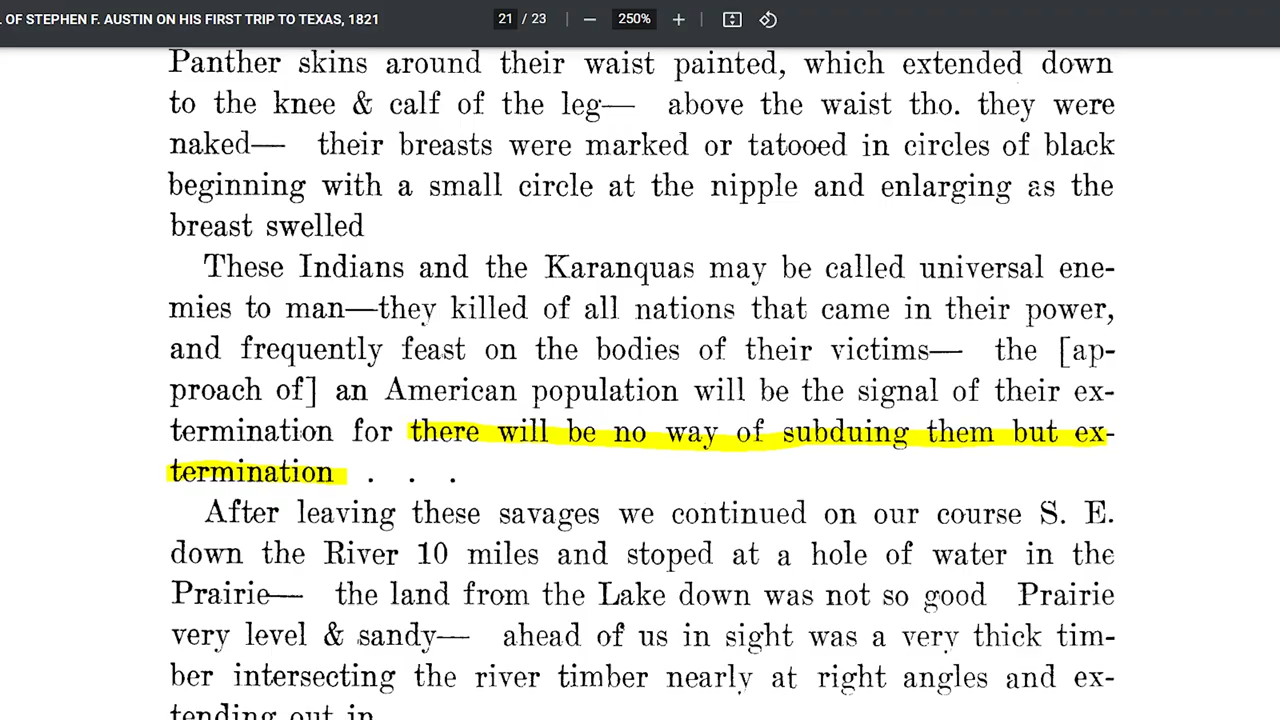 OF STEPHEN F. AUSTIN ON HIS FIRST TRIP TO TEXAS, 1821 21 / 23 250%
Panther skins around their waist painted, which extended down
to the knee & calf of the leg— above the waist tho. they were
naked— their breasts were marked or tatooed in circles of black
beginning with a small circle at the nipple and enlarging as the
breast swelled
These Indians and the Karanquas may be called universal ene-
mies to man—they killed of all nations that came in their power,
and frequently feast on the bodies of their victims— the [ap-
proach of] an American population will be the signal of their ex-
termination for there will be no way of subduing them but ex-
termination . . .
After leaving these savages we continued on our course S. E.
down the River 10 miles and stoped at a hole of water in the
Prairie— the land from the Lake down was not so good Prairie
very level & sandy— ahead of us in sight was a very thick tim-
ber intersecting the river timber nearly at right angles and ex-
tending out in